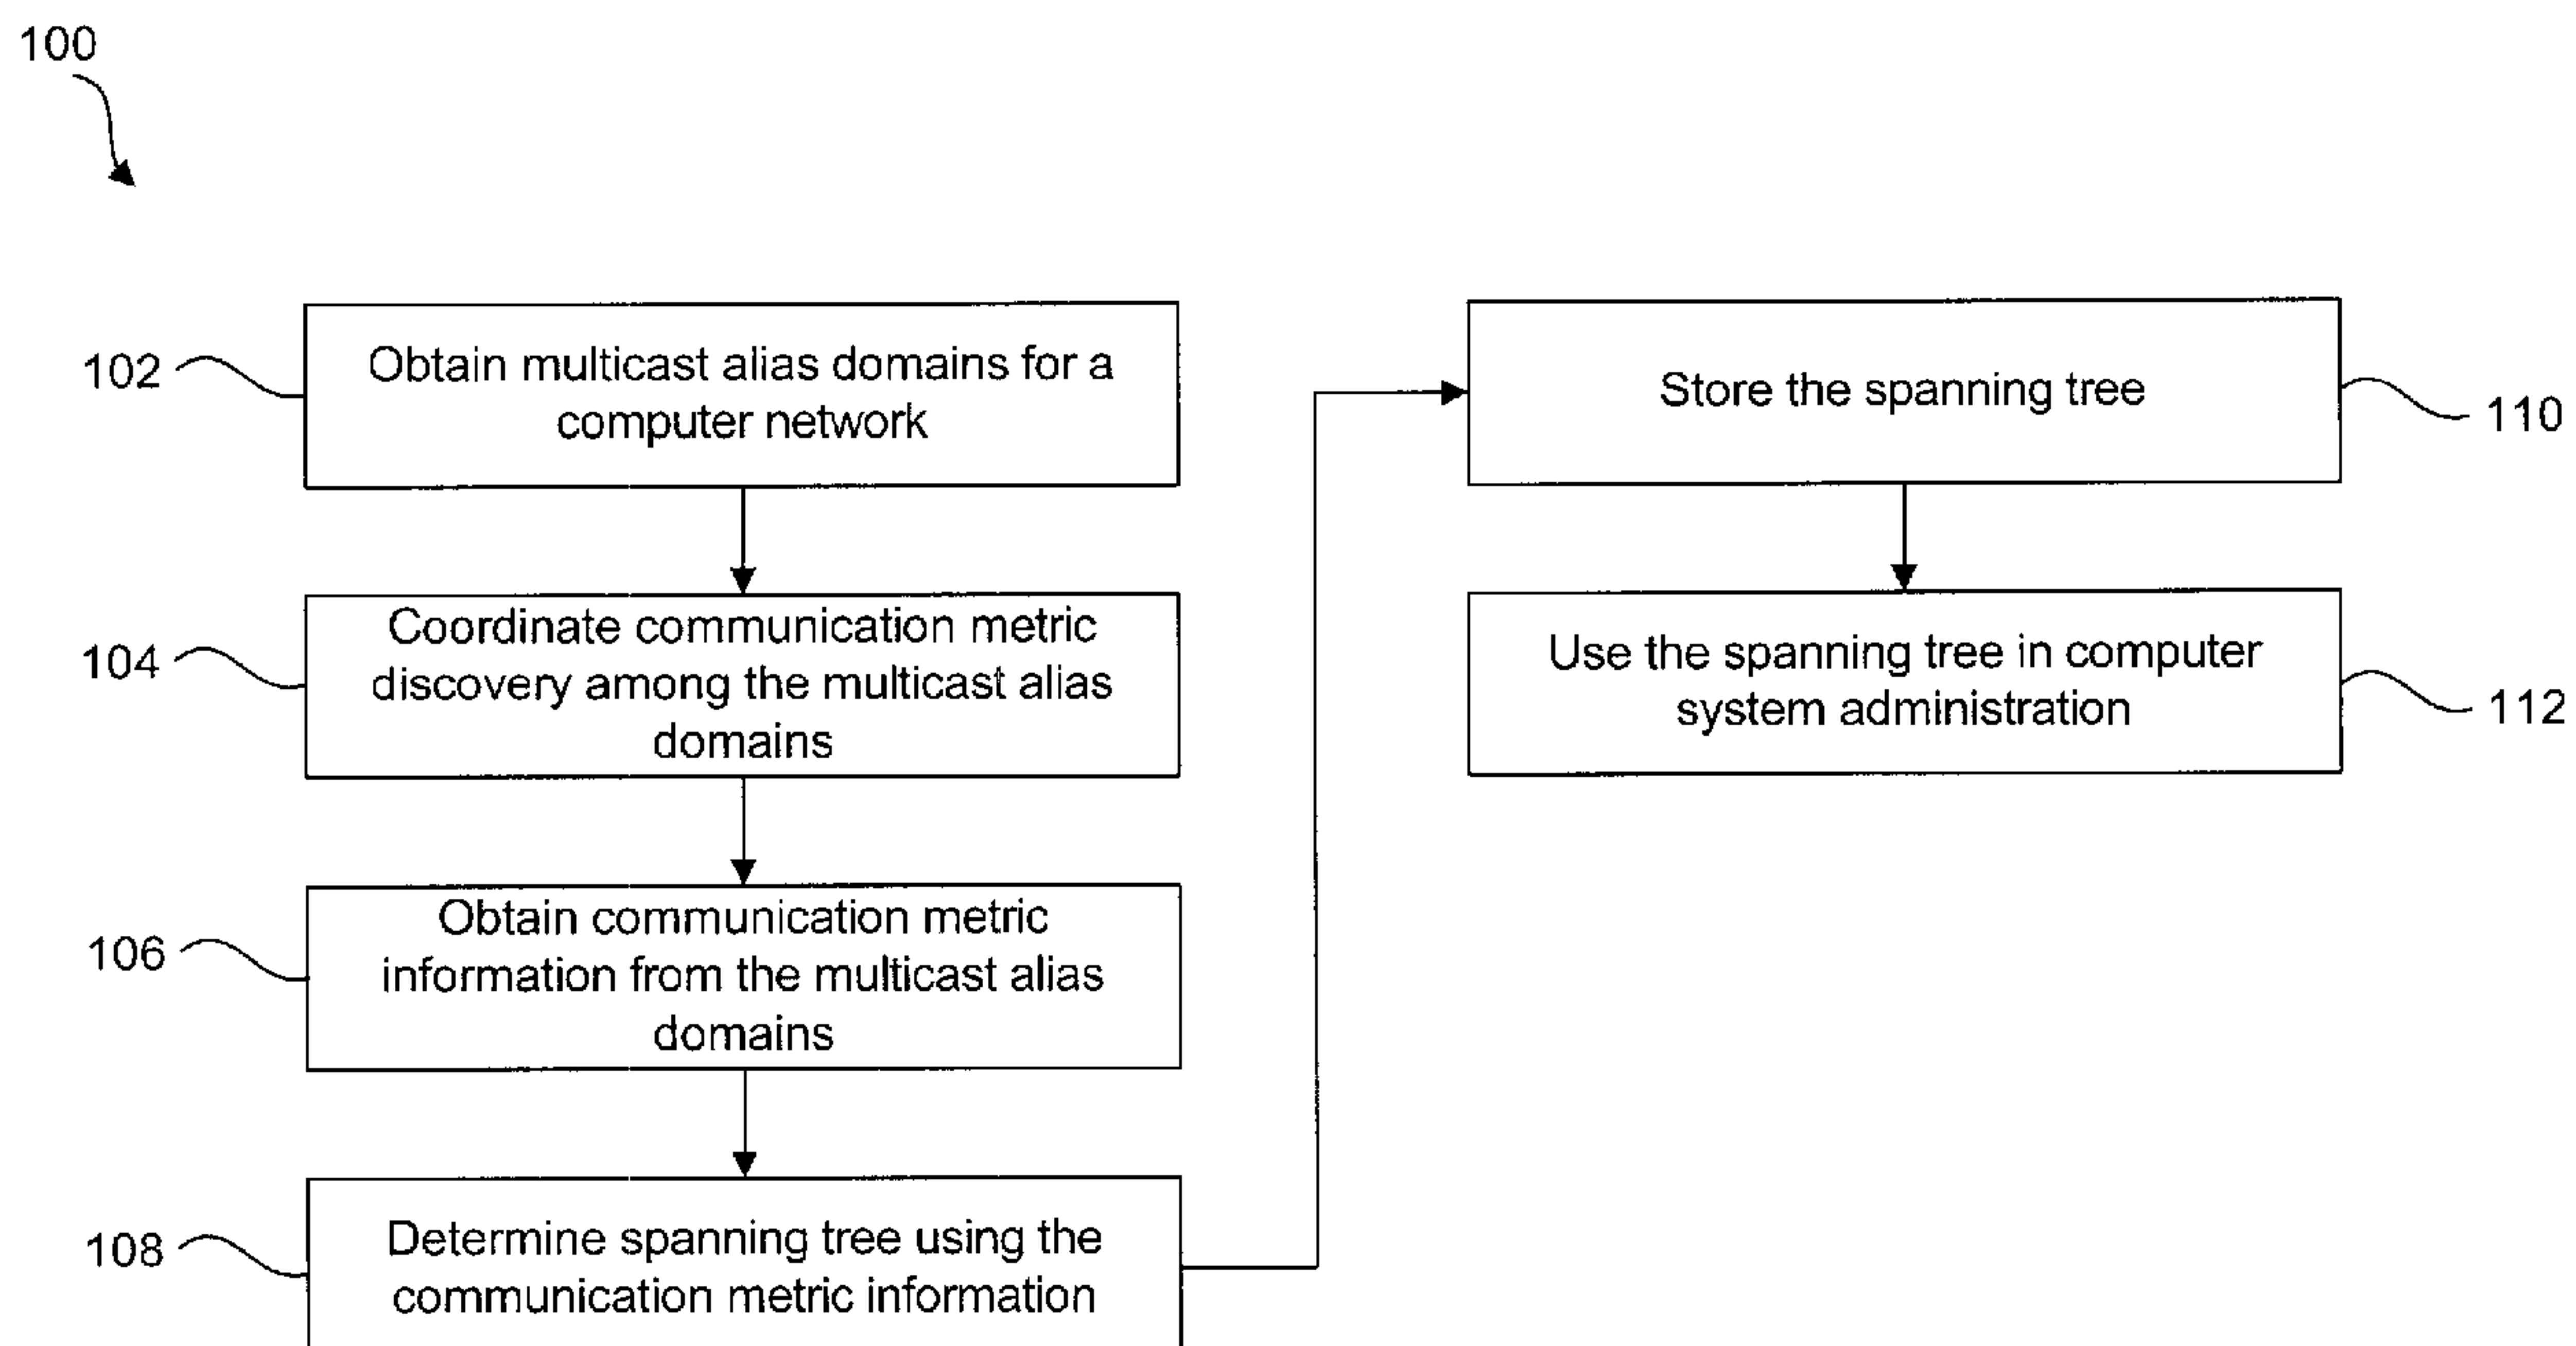 100
102
Obtain multicast alias domains for a
computer network
104
Coordinate communication metric
discovery among the multicast alias
domains
106
Obtain communication metric
information from the multicast alias
domains
108
Determine spanning tree using the
communication metric information
Store the spanning tree
110
Use the spanning tree in computer
system administration
112